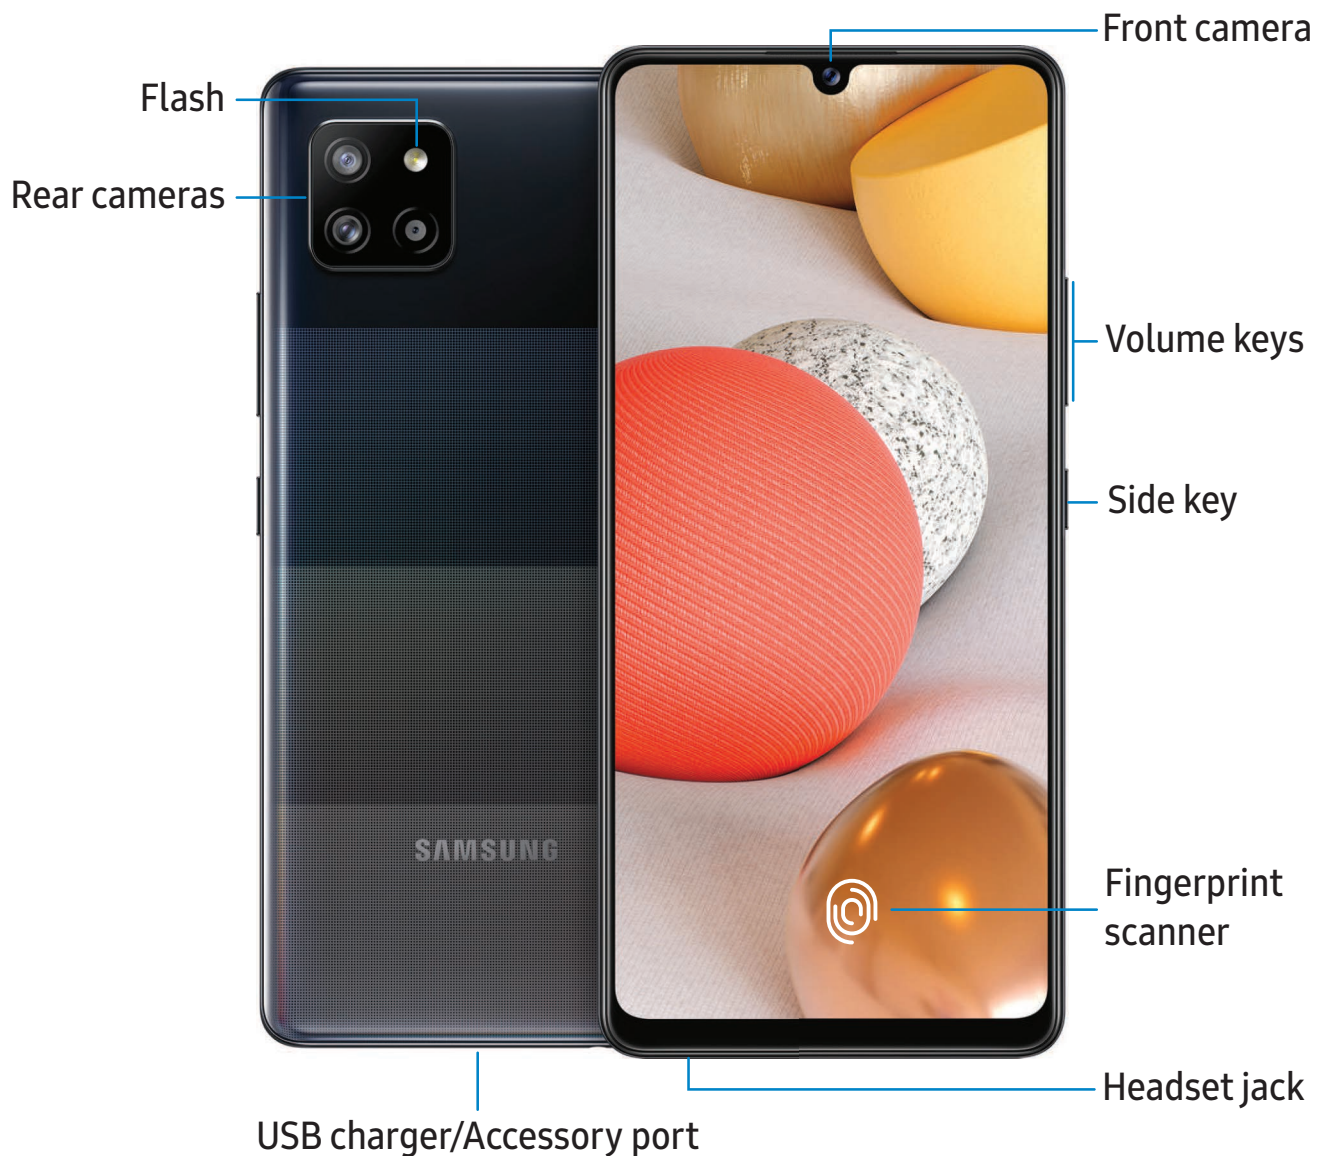 Front camera
Flash
Rear cameras
Volume keys
Side key
SAMSUNG
Fingerprint
scanner
Headset jack
USB charger/Accessory port